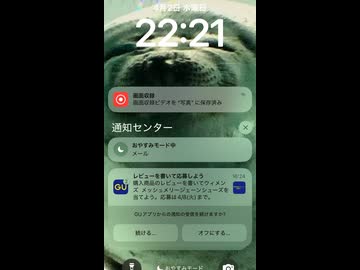 4月2日 水曜日
22:21
画面収録
画面収録ビデオを"写真"に保存済み
通知センター
おやすみモード中
メール
レビューを書いて応募しよう
16:24
購入商品のレビューを書いてウィメン
ズ メッシュメリージェーンシューズを
当てよう。応募は 4/8(火)まで。
GU アプリからの通知の受信を続けますか?
続ける...
オフにする...
おやすみモード